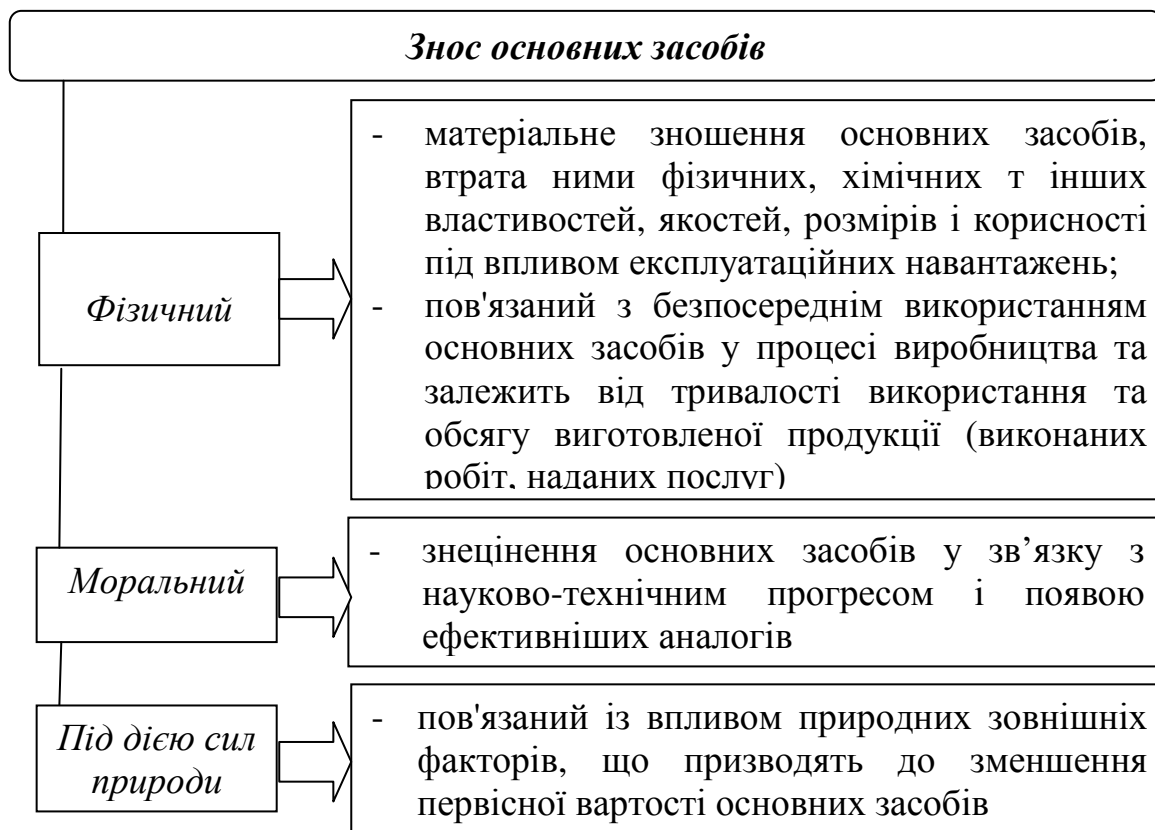 Знос основних засобів
Фізичний
- матеріальне зношення основних засобів,
втрата ними фізичних, хімічних т інших
властивостей, якостей, розмірів і корисності
під впливом експлуатаційних навантажень;
- пов'язаний з безпосереднім використанням
основних засобів у процесі виробництва та
залежить від тривалості використання та
обсягу виготовленої продукції (виконаних
робіт, наданих послуг)
Моральний
- знецінення основних засобів у зв’язку з
науково-технічним прогресом і появою
ефективніших аналогів
Під дією сил
природи
- пов'язаний із впливом природних зовнішніх
факторів, що призводять до зменшення
первісної вартості основних засобів